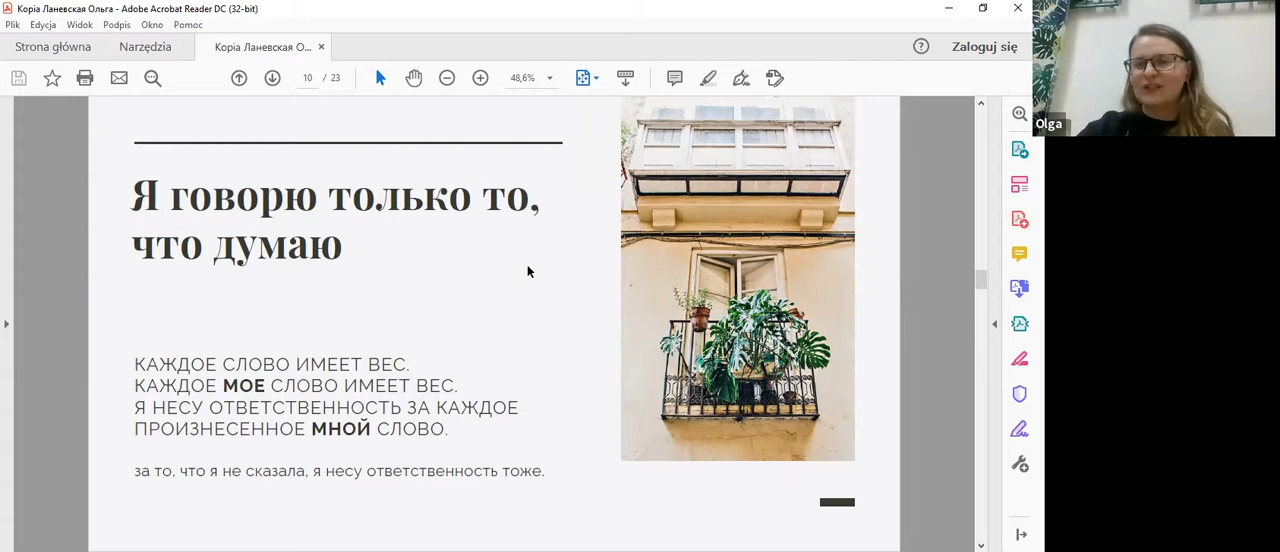 Kopia Ланевская Ольга - Adobe Acrobat Reader DC (32-bit)
Plik Edycja Widok Podpis Okno Pomoc
Strona główna Narzędzia Kopia Ланевская О... × Zaloguj się
10 / 23 48,6%
Olga
Я говорю только то,
что думаю
КАЖДОЕ СЛОВО ИМЕЕТ ВЕС.
КАЖДОЕ МОЕ СЛОВО ИМЕЕТ ВЕС.
Я НЕСУ ОТВЕТСТВЕННОСТЬ ЗА КАЖДОЕ
ПРОИЗНЕСЕННОЕ МНОЙ СЛОВО.
за то, что я не сказала, я несу ответственность тоже.